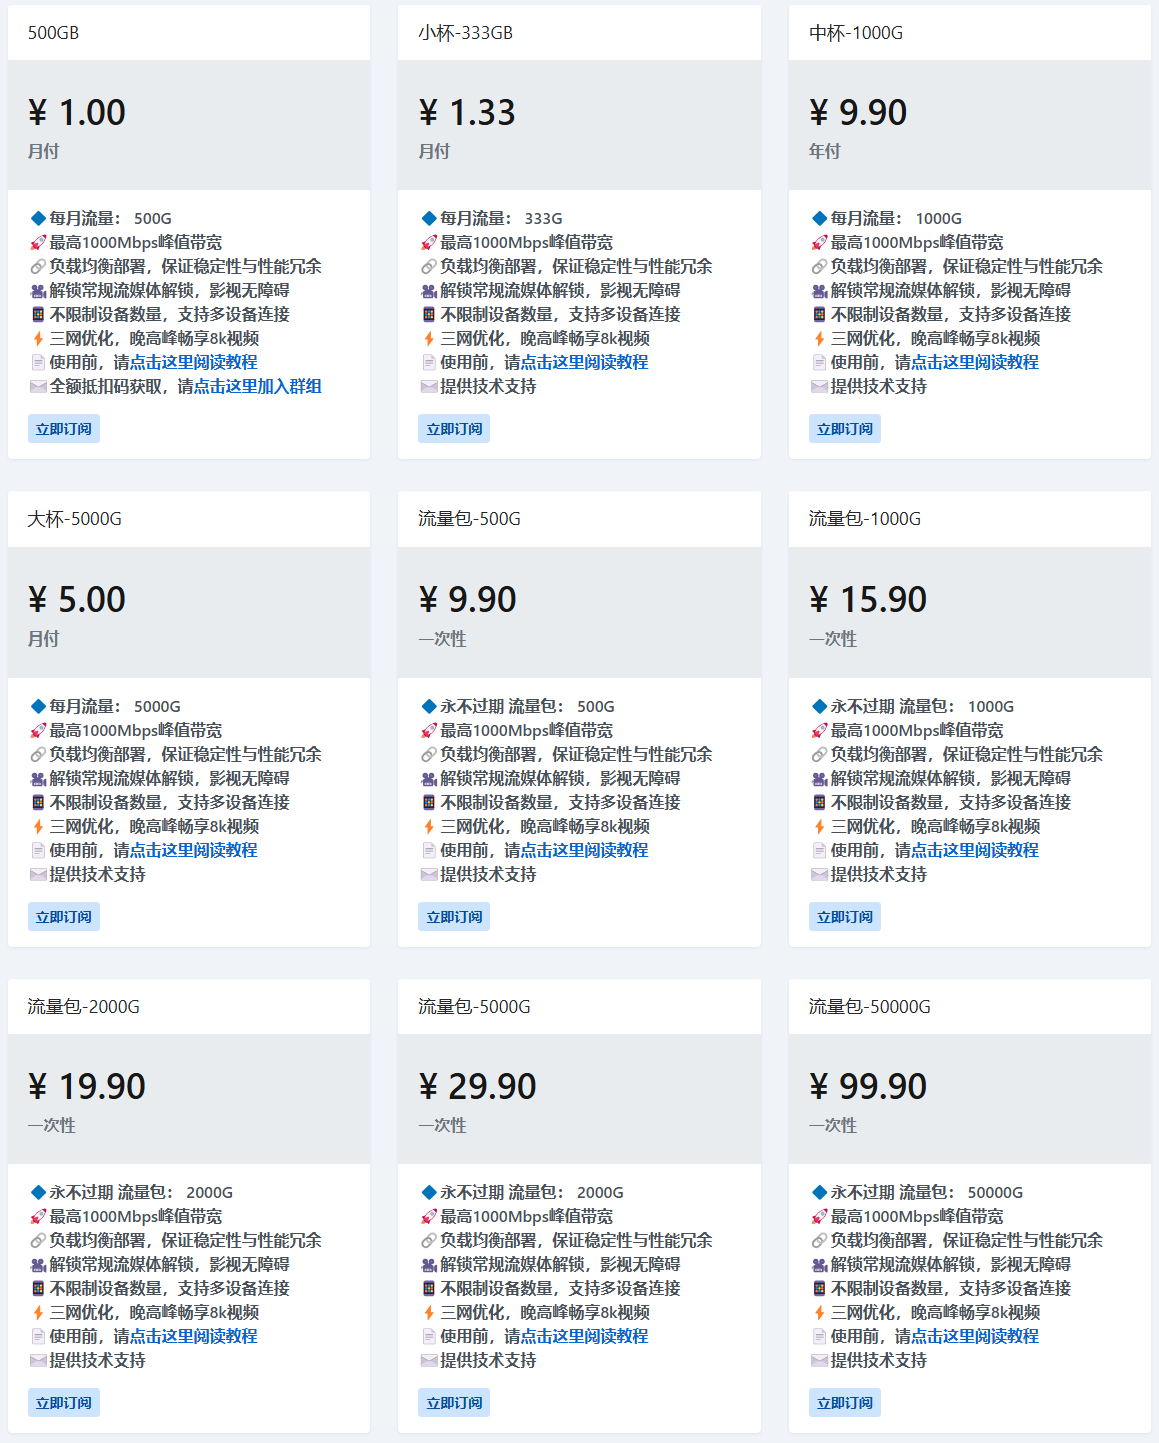 500GB
¥ 1.00
月付
每月流量： 500G
最高1000Mbps峰值带宽
负载均衡部署，保证稳定性与性能冗余
解锁常规流媒体解锁，影视无障碍
不限制设备数量，支持多设备连接
三网优化，晚高峰畅享8k视频
使用前，请点击这里阅读教程
全额抵扣码获取，请点击这里加入群组
立即订阅
小杯-333GB
¥ 1.33
月付
每月流量： 333G
最高1000Mbps峰值带宽
负载均衡部署，保证稳定性与性能冗余
解锁常规流媒体解锁，影视无障碍
不限制设备数量，支持多设备连接
三网优化，晚高峰畅享8k视频
使用前，请点击这里阅读教程
提供技术支持
立即订阅
中杯-1000G
¥ 9.90
年付
每月流量： 1000G
最高1000Mbps峰值带宽
负载均衡部署，保证稳定性与性能冗余
解锁常规流媒体解锁，影视无障碍
不限制设备数量，支持多设备连接
三网优化，晚高峰畅享8k视频
使用前，请点击这里阅读教程
提供技术支持
立即订阅
大杯-5000G
¥ 5.00
月付
每月流量： 5000G
最高1000Mbps峰值带宽
负载均衡部署，保证稳定性与性能冗余
解锁常规流媒体解锁，影视无障碍
不限制设备数量，支持多设备连接
三网优化，晚高峰畅享8k视频
使用前，请点击这里阅读教程
提供技术支持
立即订阅
流量包-500G
¥ 9.90
一次性
永不过期 流量包： 500G
最高1000Mbps峰值带宽
负载均衡部署，保证稳定性与性能冗余
解锁常规流媒体解锁，影视无障碍
不限制设备数量，支持多设备连接
三网优化，晚高峰畅享8k视频
使用前，请点击这里阅读教程
提供技术支持
立即订阅
流量包-1000G
¥ 15.90
一次性
永不过期 流量包： 1000G
最高1000Mbps峰值带宽
负载均衡部署，保证稳定性与性能冗余
解锁常规流媒体解锁，影视无障碍
不限制设备数量，支持多设备连接
三网优化，晚高峰畅享8k视频
使用前，请点击这里阅读教程
提供技术支持
立即订阅
流量包-2000G
¥ 19.90
一次性
永不过期 流量包： 2000G
最高1000Mbps峰值带宽
负载均衡部署，保证稳定性与性能冗余
解锁常规流媒体解锁，影视无障碍
不限制设备数量，支持多设备连接
三网优化，晚高峰畅享8k视频
使用前，请点击这里阅读教程
提供技术支持
立即订阅
流量包-5000G
¥ 29.90
一次性
永不过期 流量包： 2000G
最高1000Mbps峰值带宽
负载均衡部署，保证稳定性与性能冗余
解锁常规流媒体解锁，影视无障碍
不限制设备数量，支持多设备连接
三网优化，晚高峰畅享8k视频
使用前，请点击这里阅读教程
提供技术支持
立即订阅
流量包-50000G
¥ 99.90
一次性
永不过期 流量包： 50000G
最高1000Mbps峰值带宽
负载均衡部署，保证稳定性与性能冗余
解锁常规流媒体解锁，影视无障碍
不限制设备数量，支持多设备连接
三网优化，晚高峰畅享8k视频
使用前，请点击这里阅读教程
提供技术支持
立即订阅